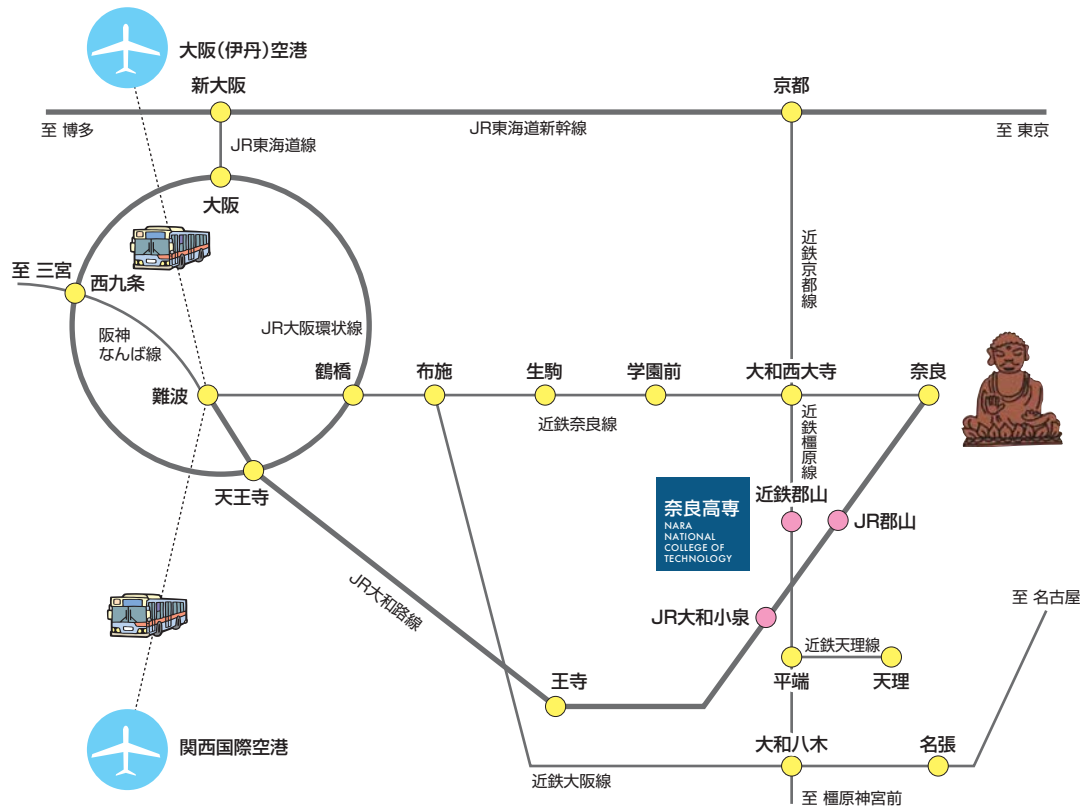 大阪(伊丹)空港
新大阪
京都
至 博多
JR東海道新幹線
至 東京
JR東海道線
大阪
近鉄京都線
至 三宮
西九条
阪神
なんば線
JR大阪環状線
難波
鶴橋
布施
生駒
学園前
大和西大寺
奈良
近鉄奈良線
近鉄橿原線
天王寺
奈良高専
NARA
NATIONAL
COLLEGE OF
TECHNOLOGY
近鉄郡山
JR郡山
JR大和路線
JR大和小泉
至 名古屋
近鉄天理線
王寺
平端
天理
関西国際空港
大和八木
名張
近鉄大阪線
至 橿原神宮前